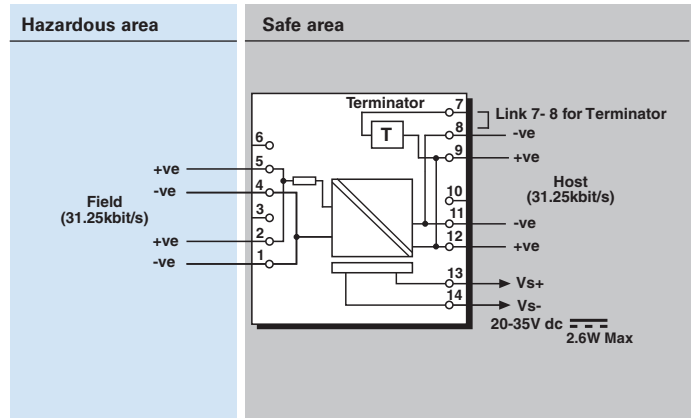 Hazardous area
Safe area
Terminator
7
Link 7- 8 for Terminator
T
8
-ve
9
+ve
6
+ve
5
-ve
4
Field
(31.25kbit/s)
3
+ve
2
-ve
1
10
Host
(31.25kbit/s)
11
-ve
12
+ve
13
Vs+
14
Vs-
20-35V dc
2.6W Max